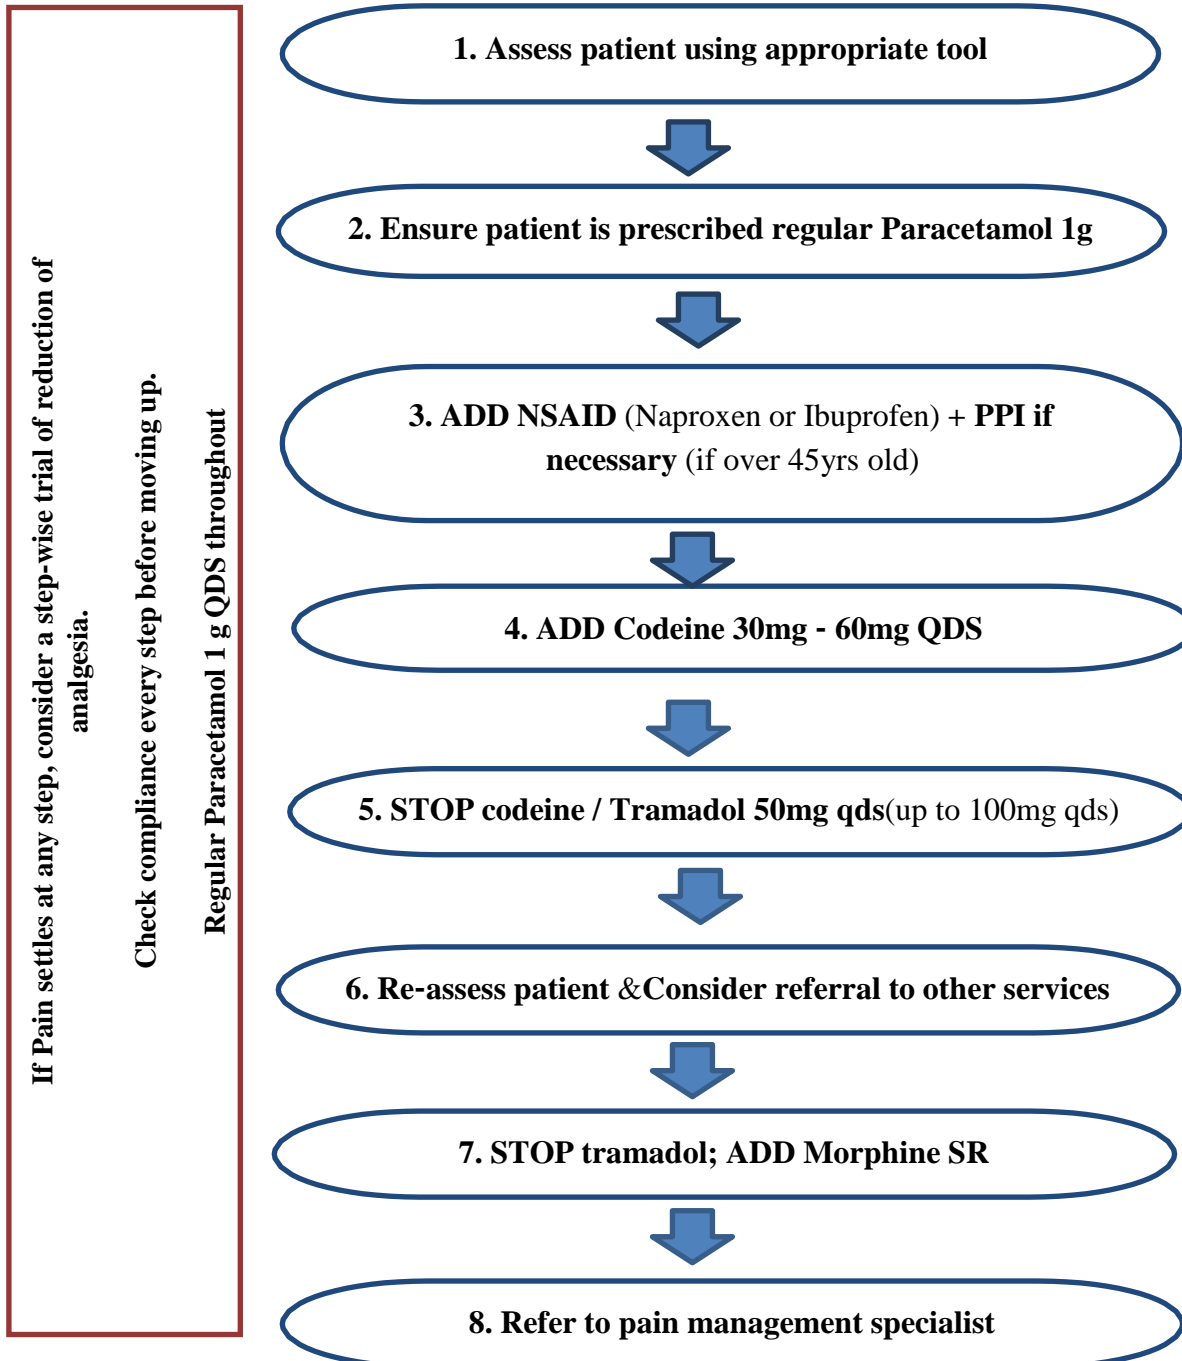 If Pain settles at any step, consider a step-wise trial of reduction of
analgesia.
Check compliance every step before moving up.
Regular Paracetamol 1 g QDS throughout
1. Assess patient using appropriate tool
2. Ensure patient is prescribed regular Paracetamol 1g
3. ADD NSAID (Naproxen or Ibuprofen) + PPI if
necessary (if over 45yrs old)
4. ADD Codeine 30mg - 60mg QDS
5. STOP codeine / Tramadol 50mg qds(up to 100mg qds)
6. Re-assess patient &Consider referral to other services
7. STOP tramadol; ADD Morphine SR
8. Refer to pain management specialist